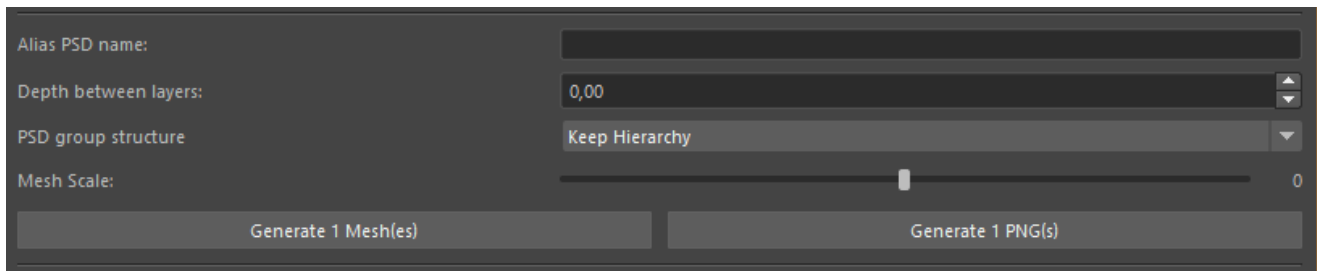 Alias PSD name:
Depth between layers: 0,00
PSD group structure Keep Hierarchy
Mesh Scale: 0
Generate 1 Mesh(es) Generate 1 PNG(s)